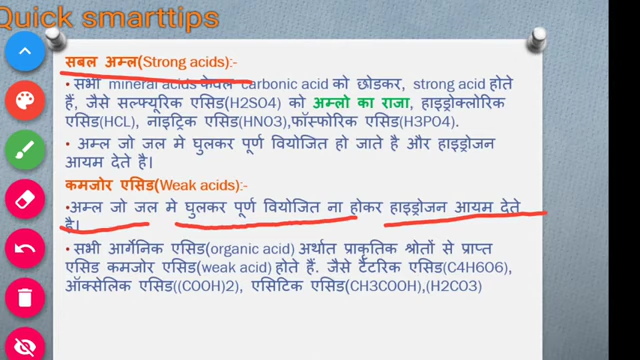 Quick smarttips
सबल अम्ल(Strong acids):-
•सभी mineral acids केवल carbonic acid को छोडकर, strong acid होते
हैं, जैसे सल्फ्यूरिक एसिड(H2SO4) को अम्लो का राजा, हाइड्रोक्लोरिक
एसिड(HCL), नाइट्रिक एसिड(HNO3),फॉस्फोरिक एसिड(H3PO4).
•अम्ल जो जल मे घुलकर पूर्ण वियोजित हो जाते है और हाइड्रोजन
आयम देते है।
कमजोर एसिड(Weak acids):-
•अम्ल जो जल मे घुलकर पूर्ण वियोजित ना होकर हाइड्रोजन आयम देते
है।
•सभी आर्गेनिक एसिड(organic acid) अर्थात प्राकृतिक श्रोतों से प्राप्त
एसिड कमजोर एसिड(weak acid) होते हैं. जैसे टैटरिक एसिड(C4H6O6),
ऑक्सेलिक एसिड((COOH)2), एसिटिक एसिड(CH3COOH),(H2CO3)